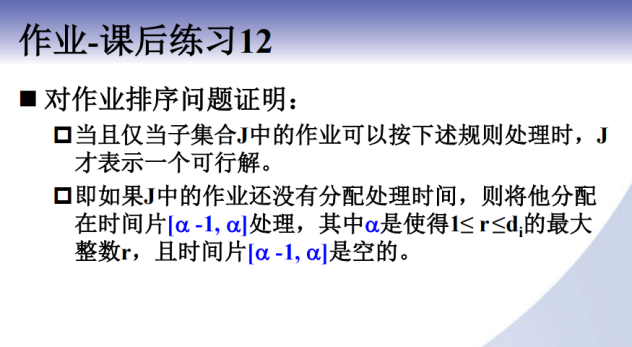 作业-课后练习12
■ 对作业排序问题证明：
□当且仅当子集合J中的作业可以按下述规则处理时，J
才表示一个可行解。
□即如果J中的作业还没有分配处理时间，则将他分配
在时间片[α -1, α]处理，其中α是使得1≤ r ≤dᵢ的最大
整数r，且时间片[α -1, α]是空的。